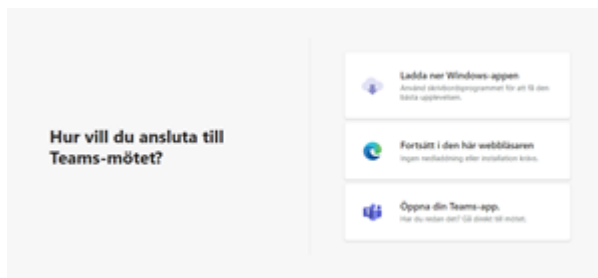 Hur vill du ansluta till
Teams-mötet?
Ladda ner Windows-appen
Använd skrivbordsprogrammet för att få den
bästa upplevelsen.
Fortsätt i den här webbläsaren
Ingen nedladdning eller installation krävs.
Öppna din Teams-app.
Har du redan det? Gå direkt till mötet.